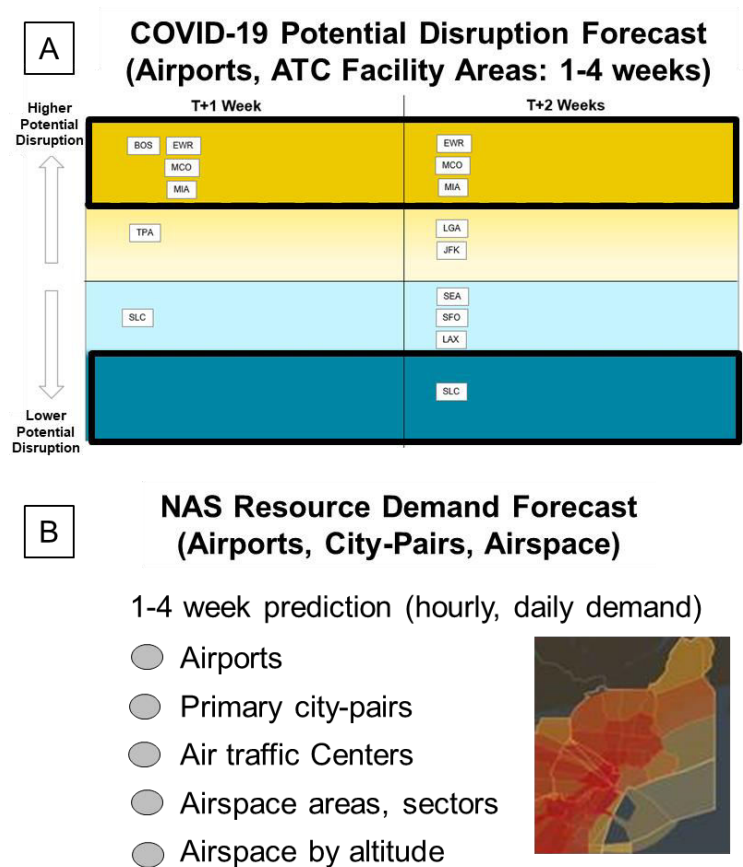 A
COVID-19 Potential Disruption Forecast
(Airports, ATC Facility Areas: 1-4 weeks)
Higher
Potential
Disruption
T+1 Week
T+2 Weeks
BOS EWR
MCO
MIA
EWR
MCO
MIA
TPA
LGA
JFK
SLC
SEA
SFO
LAX
SLC
Lower
Potential
Disruption
B
NAS Resource Demand Forecast
(Airports, City-Pairs, Airspace)
1-4 week prediction (hourly, daily demand)
Airports
Primary city-pairs
Air traffic Centers
Airspace areas, sectors
Airspace by altitude